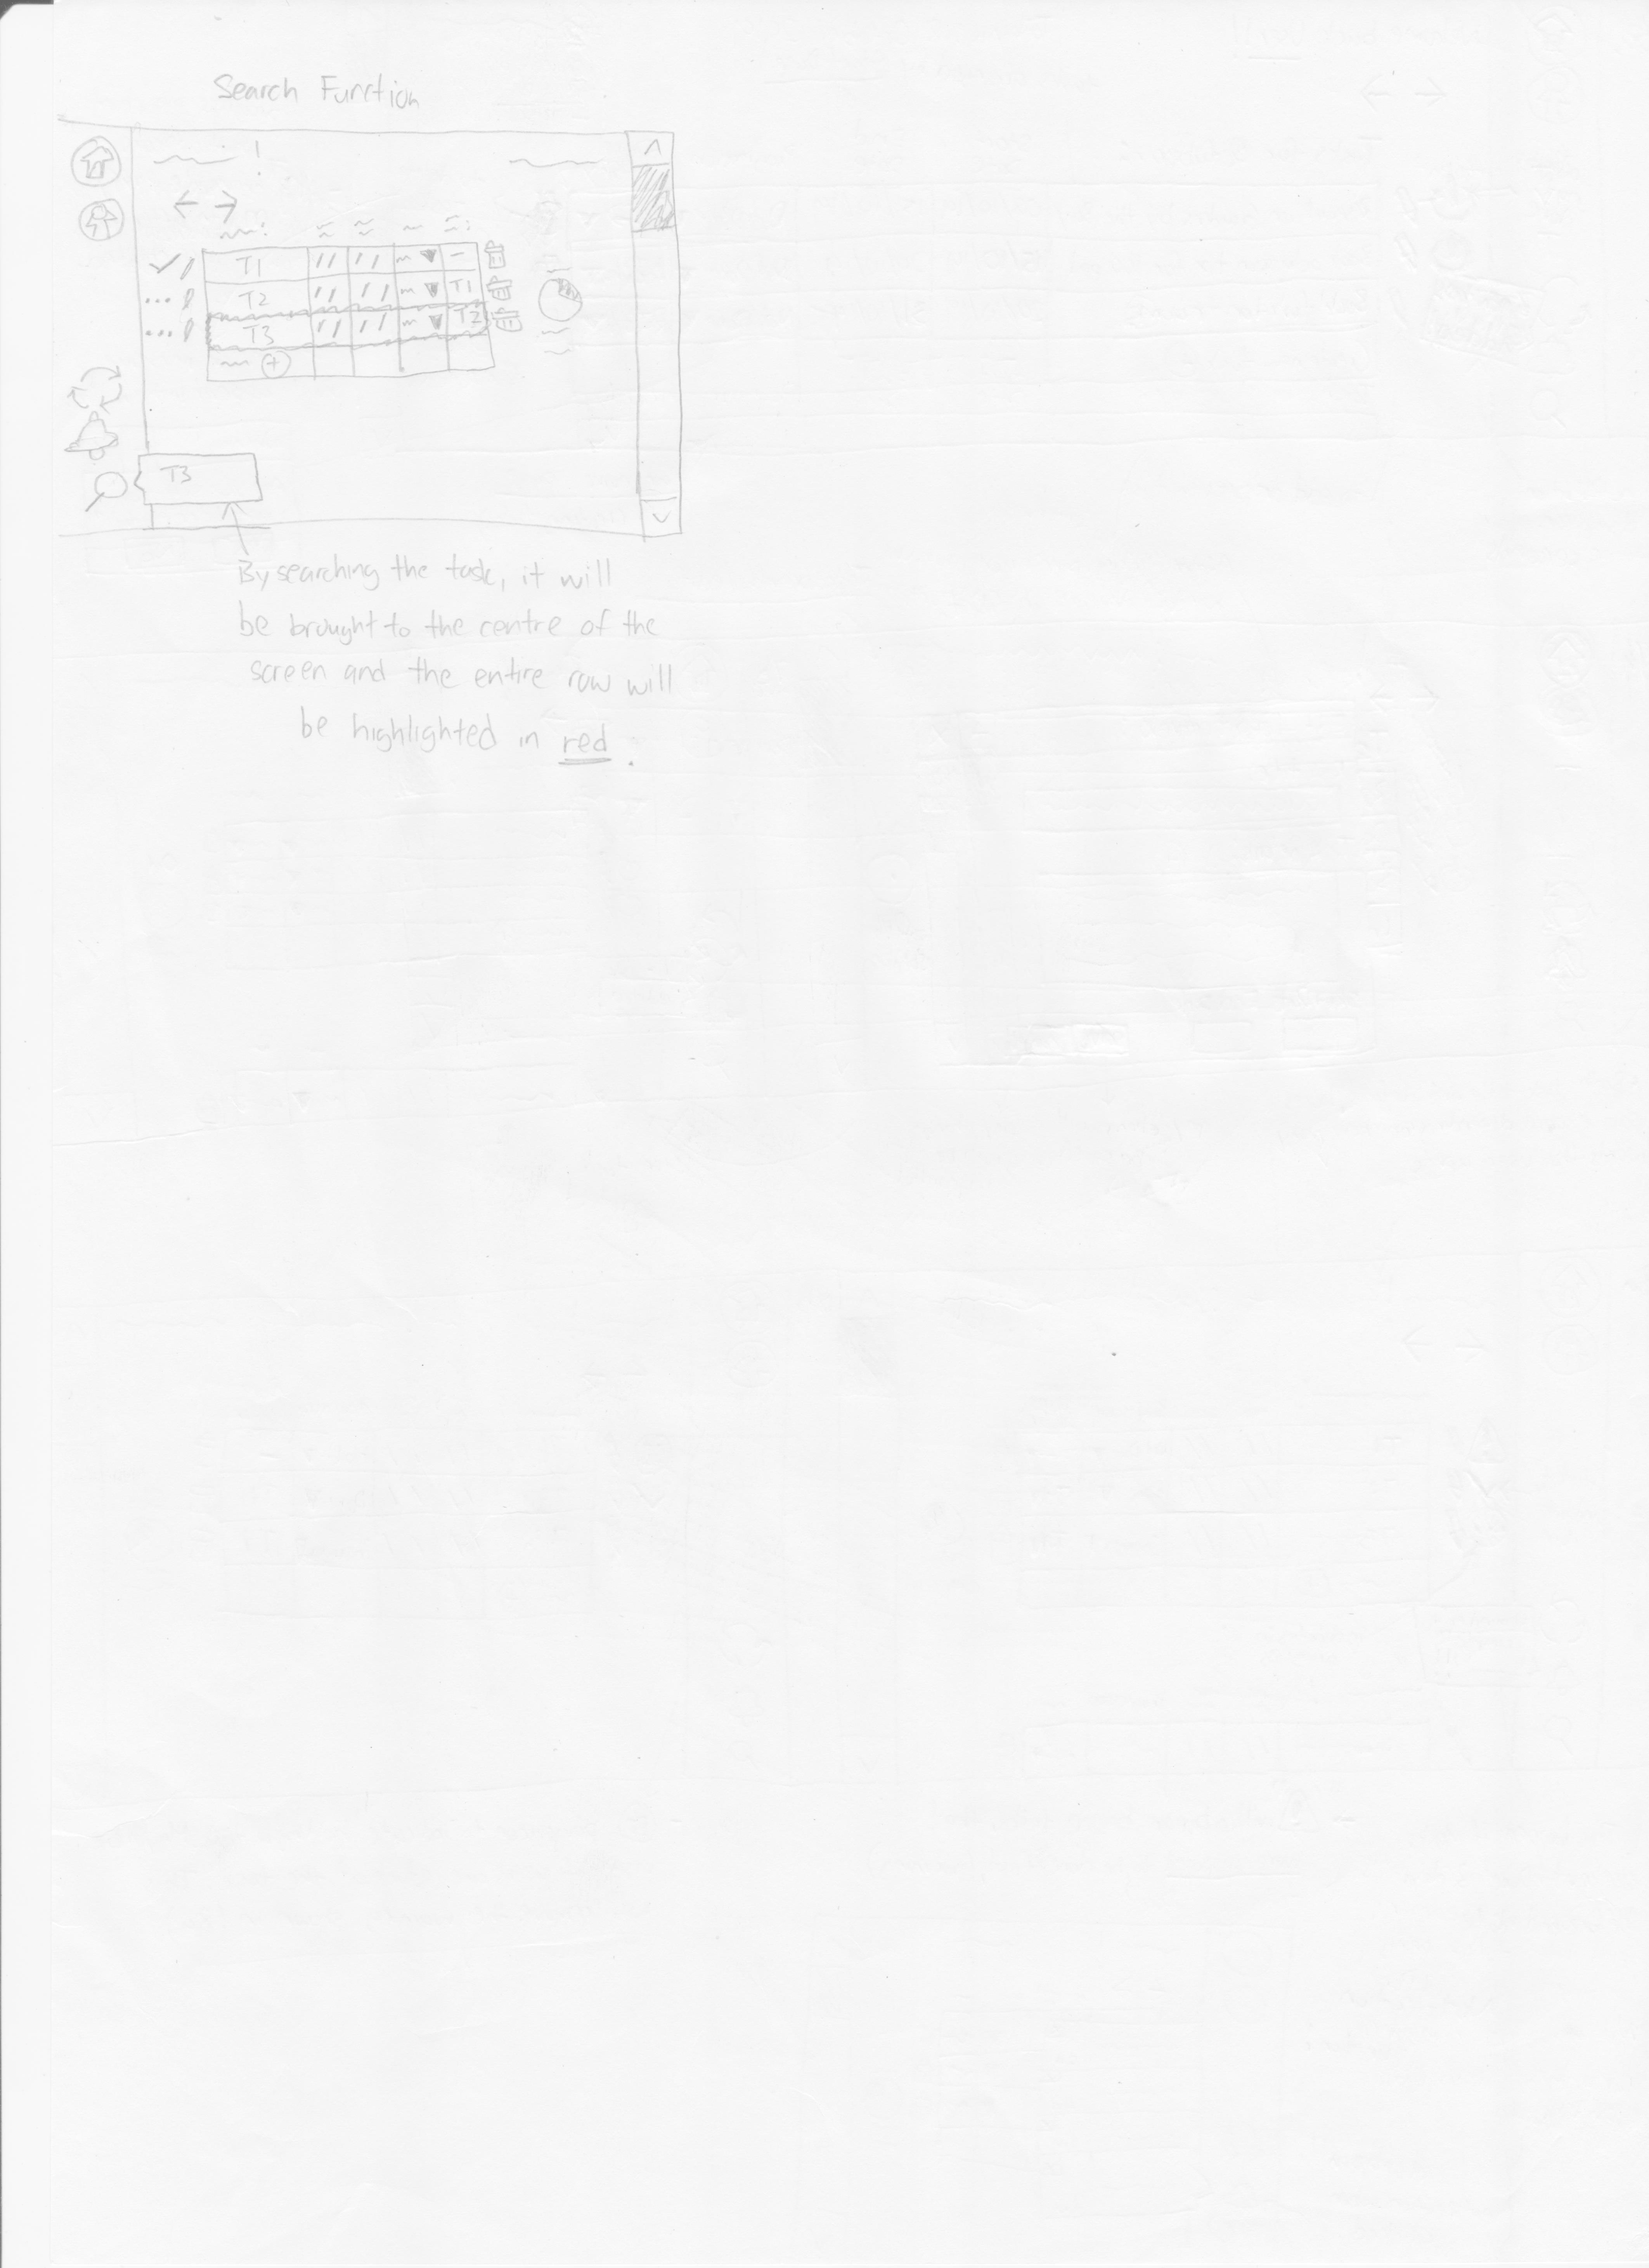 Search Function
!
T1 // // -
T2 // // T1
T3 // // T2
+
T3
By searching the task, it will
be brought to the centre of the
screen and the entire row will
be highlighted in red.